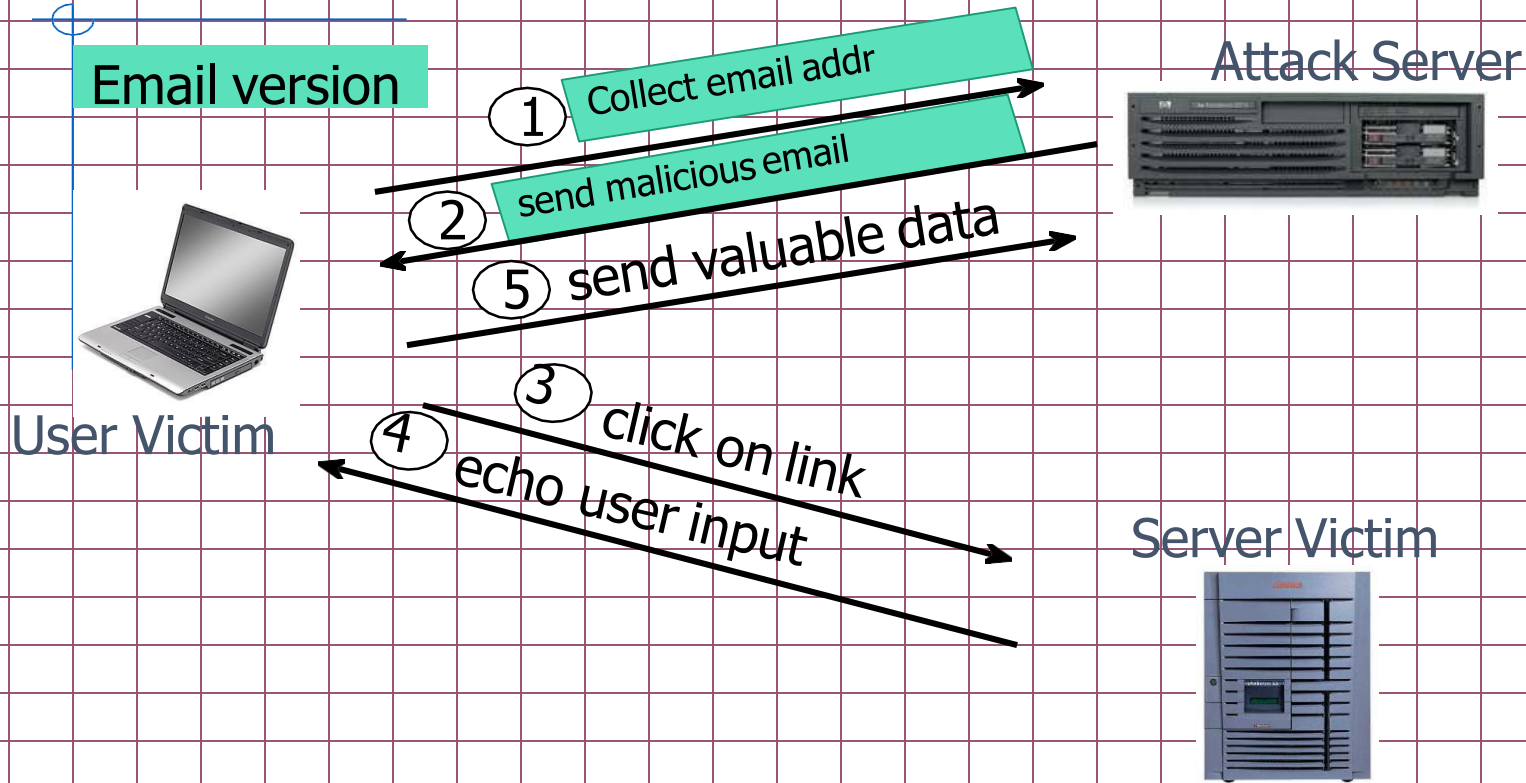 Email version
Attack Server
1
Collect email addr
2
send malicious email
5
send valuable data
User Victim
3
click on link
4
echo user input
Server Victim